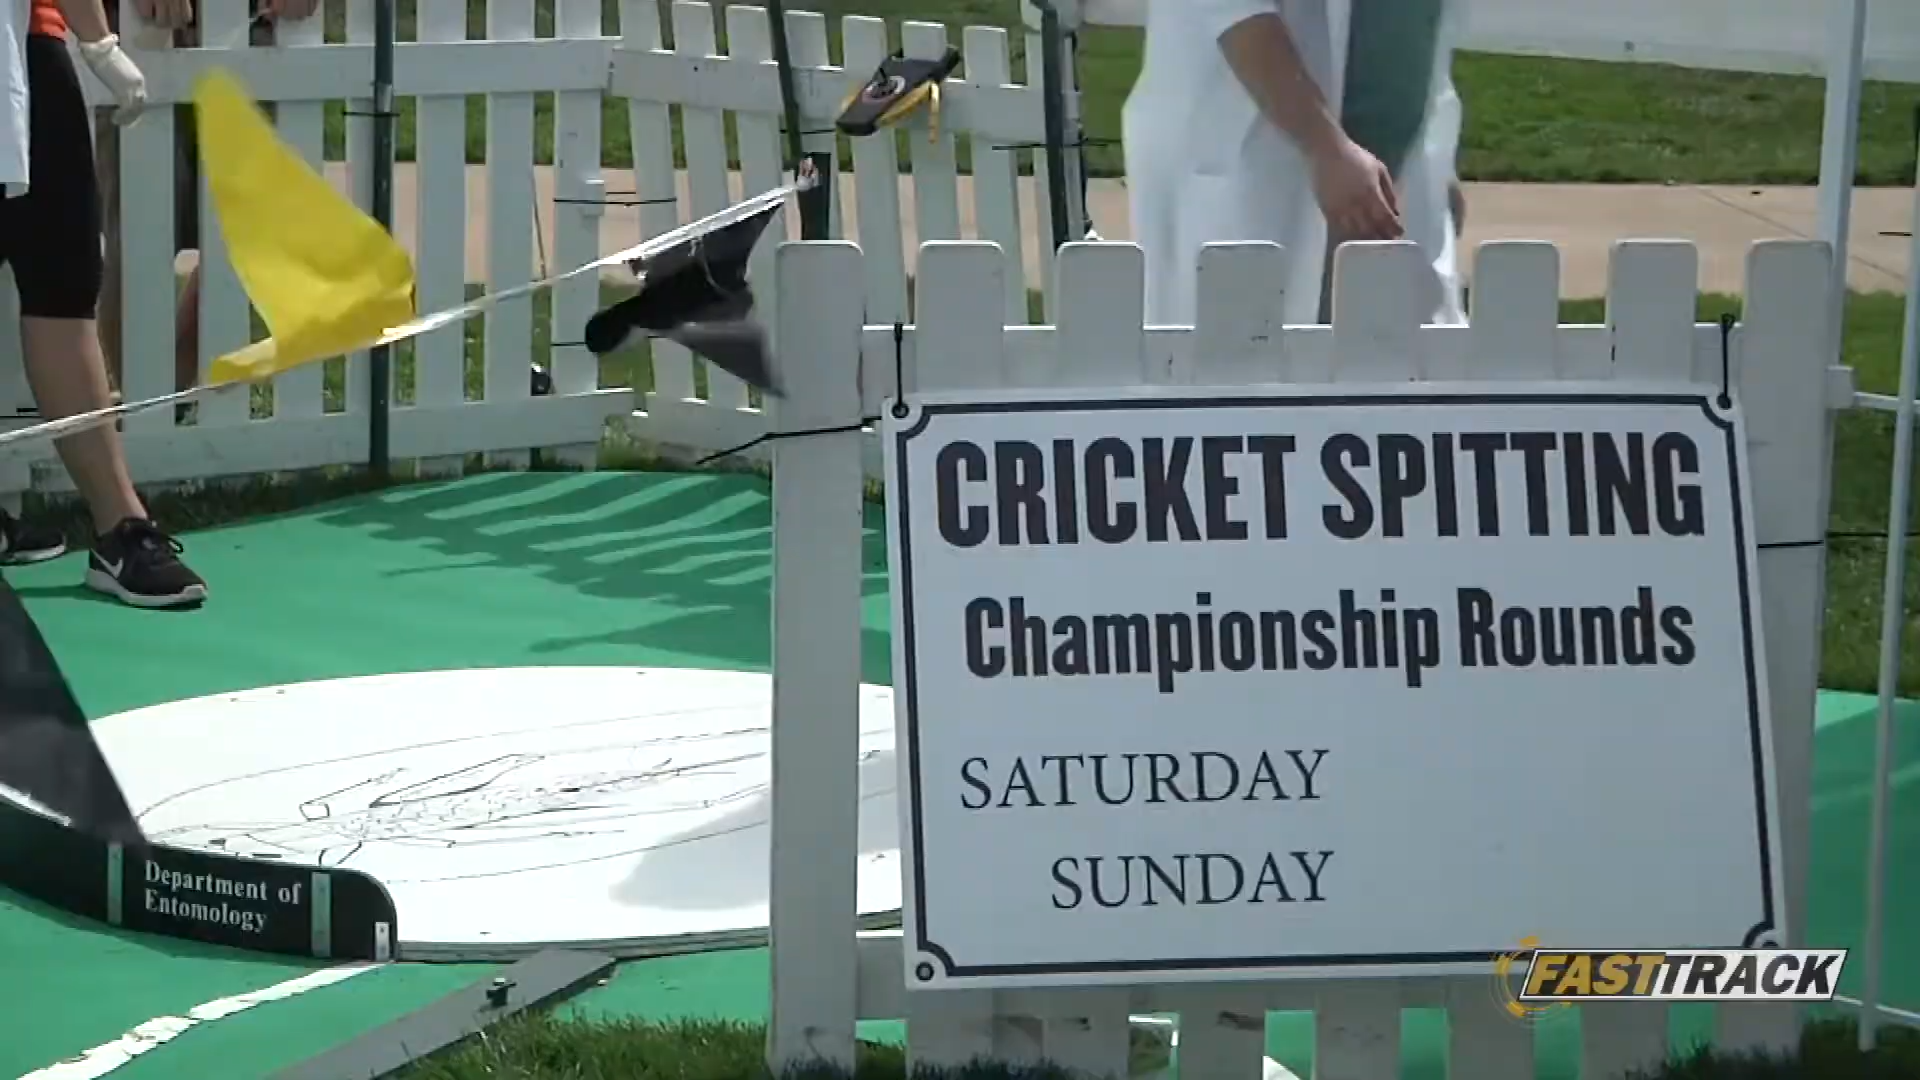 CRICKET SPITTING
Championship Rounds
SATURDAY
SUNDAY
Department of
Entomology
FASTTRACK